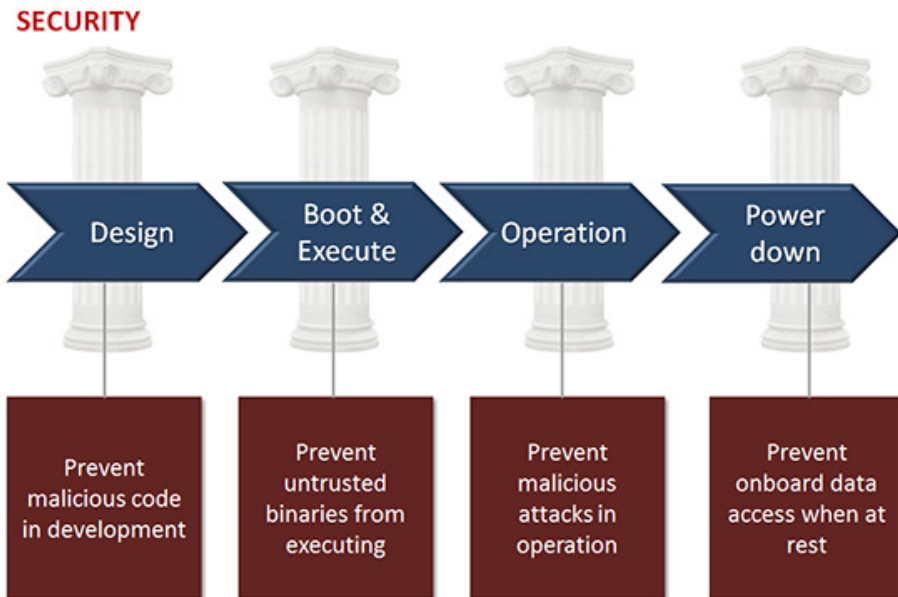 SECURITY
Design
Boot &
Execute
Operation
Power
down
Prevent
malicious code
in development
Prevent
untrusted
binaries from
executing
Prevent
malicious
attacks in
operation
Prevent
onboard data
access when at
rest